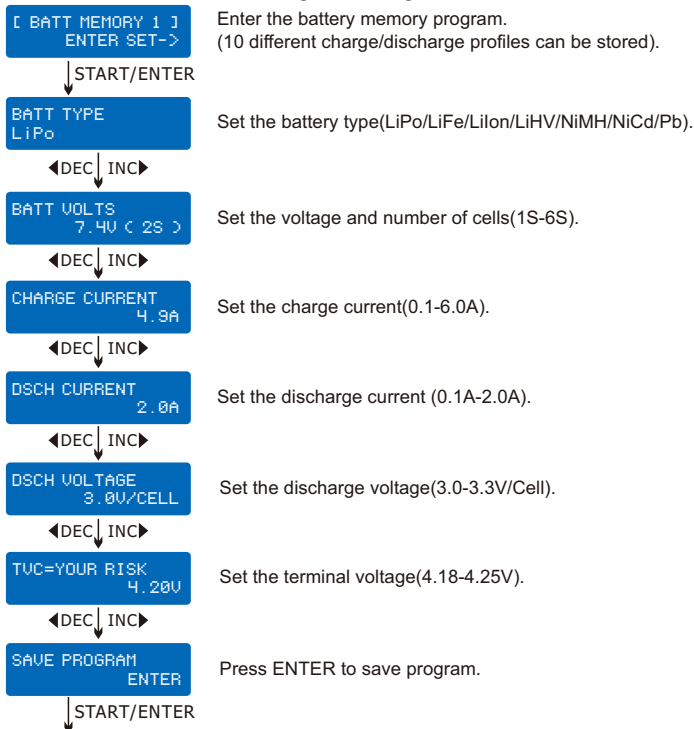 [ BATT MEMORY 1 ]
ENTER SET->
Enter the battery memory program.
(10 different charge/discharge profiles can be stored).
START/ENTER
BATT TYPE
LiPo
Set the battery type(LiPo/LiFe/LiIon/LiHV/NiMH/NiCd/Pb).
◀DEC INC▶
BATT VOLTS
7.4V ( 2S )
Set the voltage and number of cells(1S-6S).
◀DEC INC▶
CHARGE CURRENT
4.9A
Set the charge current(0.1-6.0A).
◀DEC INC▶
DSCH CURRENT
2.0A
Set the discharge current (0.1A-2.0A).
◀DEC INC▶
DSCH VOLTAGE
3.0V/CELL
Set the discharge voltage(3.0-3.3V/Cell).
◀DEC INC▶
TVC=YOUR RISK
4.20V
Set the terminal voltage(4.18-4.25V).
◀DEC INC▶
SAVE PROGRAM
ENTER
Press ENTER to save program.
START/ENTER